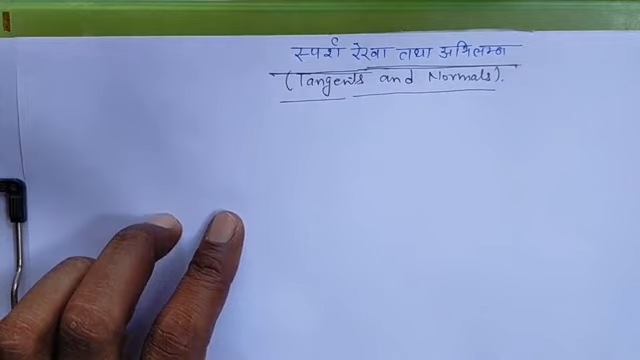 स्पर्श रेखा तथा अभिलम्ब
(Tangents and Normals).